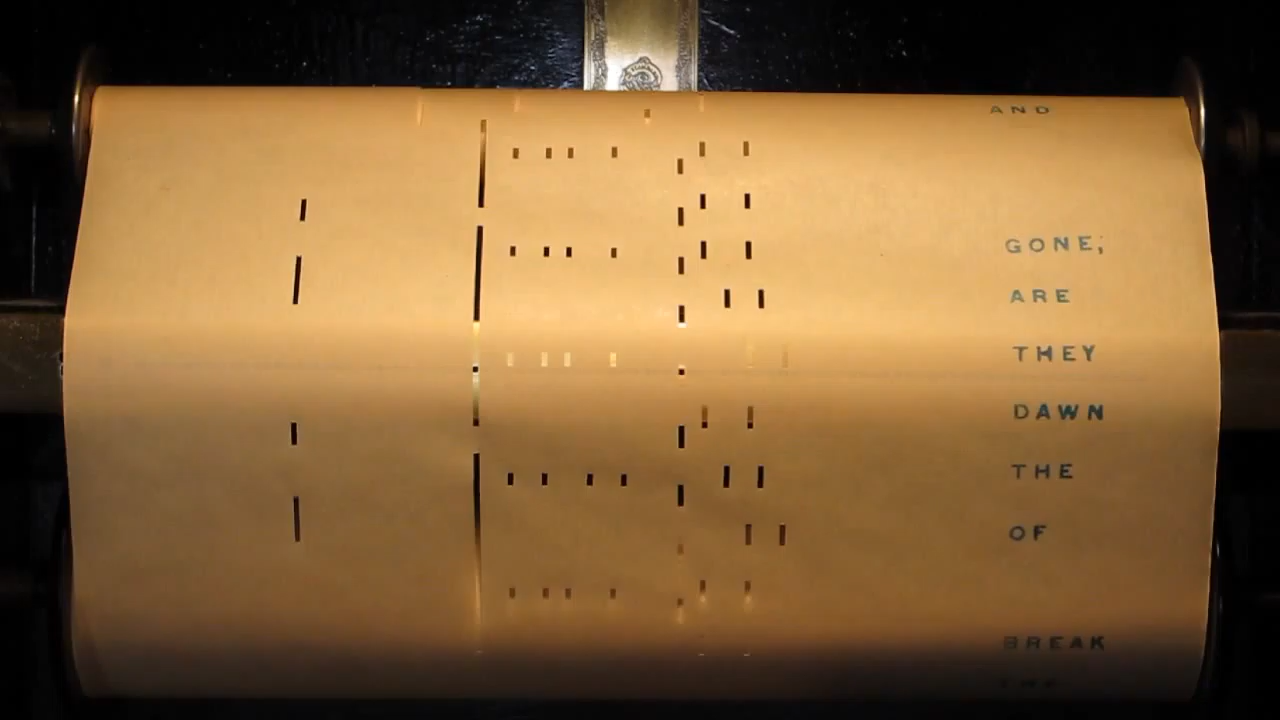 AND
GONE;
ARE
THEY
DAWN
THE
OF
BREAK